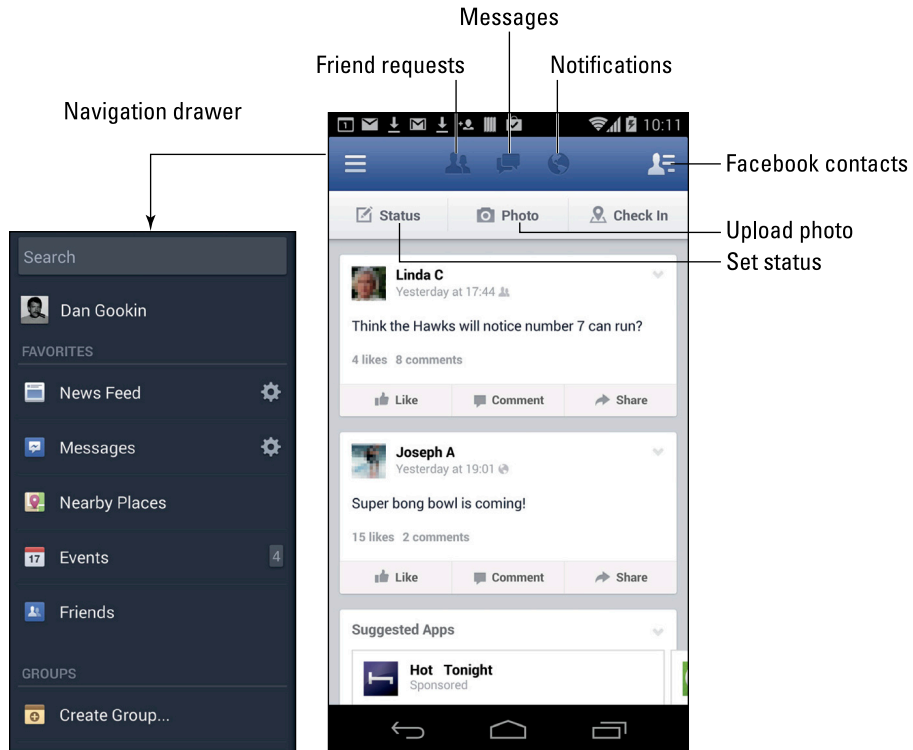 Messages
Friend requests
Notifications
Navigation drawer
1
10:11
Facebook contacts
Status
Photo
Check In
Upload photo
Set status
Search
Dan Gookin
FAVORITES
News Feed
Messages
Nearby Places
17
Events
4
Friends
GROUPS
Create Group...
Linda C
Yesterday at 17:44
Think the Hawks will notice number 7 can run?
4 likes 8 comments
Like Comment Share
Joseph A
Yesterday at 19:01
Super bong bowl is coming!
15 likes 2 comments
Like Comment Share
Suggested Apps
Hot Tonight
Sponsored